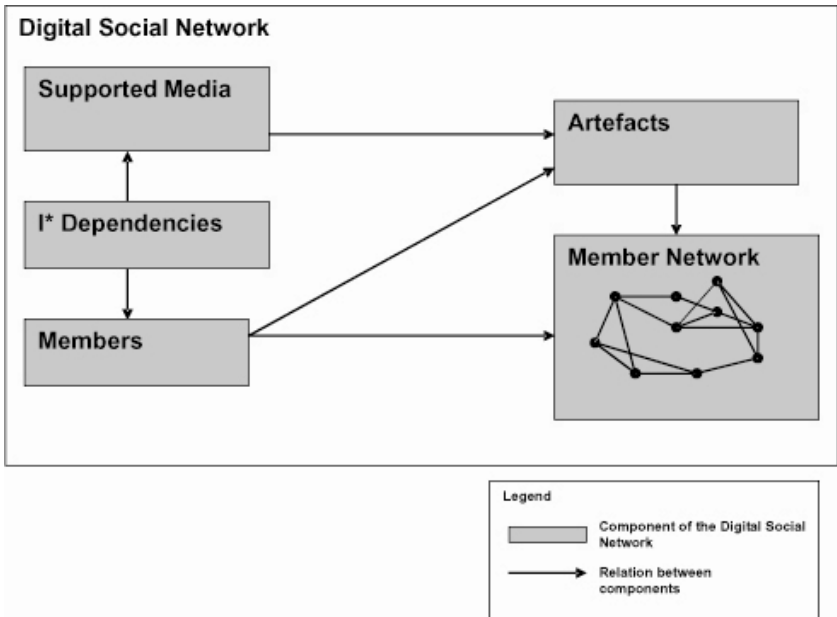 Digital Social Network
Supported Media
Artefacts
I* Dependencies
Member Network
Members
Legend
Component of the Digital Social
Network
Relation between
components